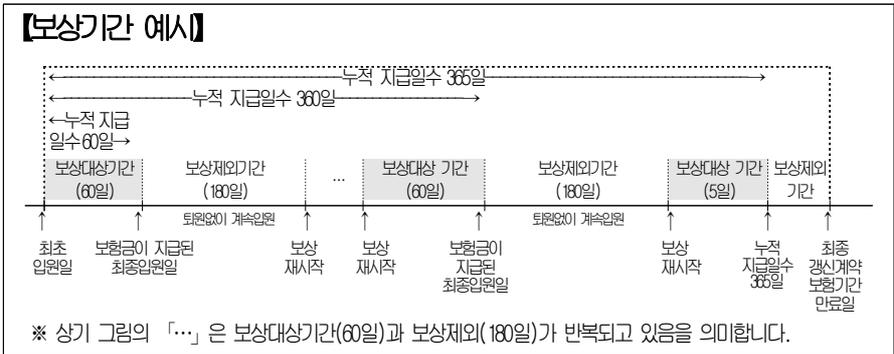 【보상기간 예시】
누적 지급일수 365일
누적 지급일수 360일
←누적 지급
일수 60일→
보상대상기간
(60일)
보상제외기간
(180일)
...
보상대상 기간
(60일)
보상제외기간
(180일)
보상대상 기간
(5일)
보상제외
기간
퇴원없이 계속입원
퇴원없이 계속입원
최초
입원일
보험금이 지급된
최종입원일
보상
재시작
보상
재시작
보험금이
지급된
최종입원일
보상
재시작
누적
지급일수
365일
최종
갱신계약
보험기간
만료일
※ 상기 그림의 「…」은 보상대상기간(60일)과 보상제외(180일)가 반복되고 있음을 의미합니다.